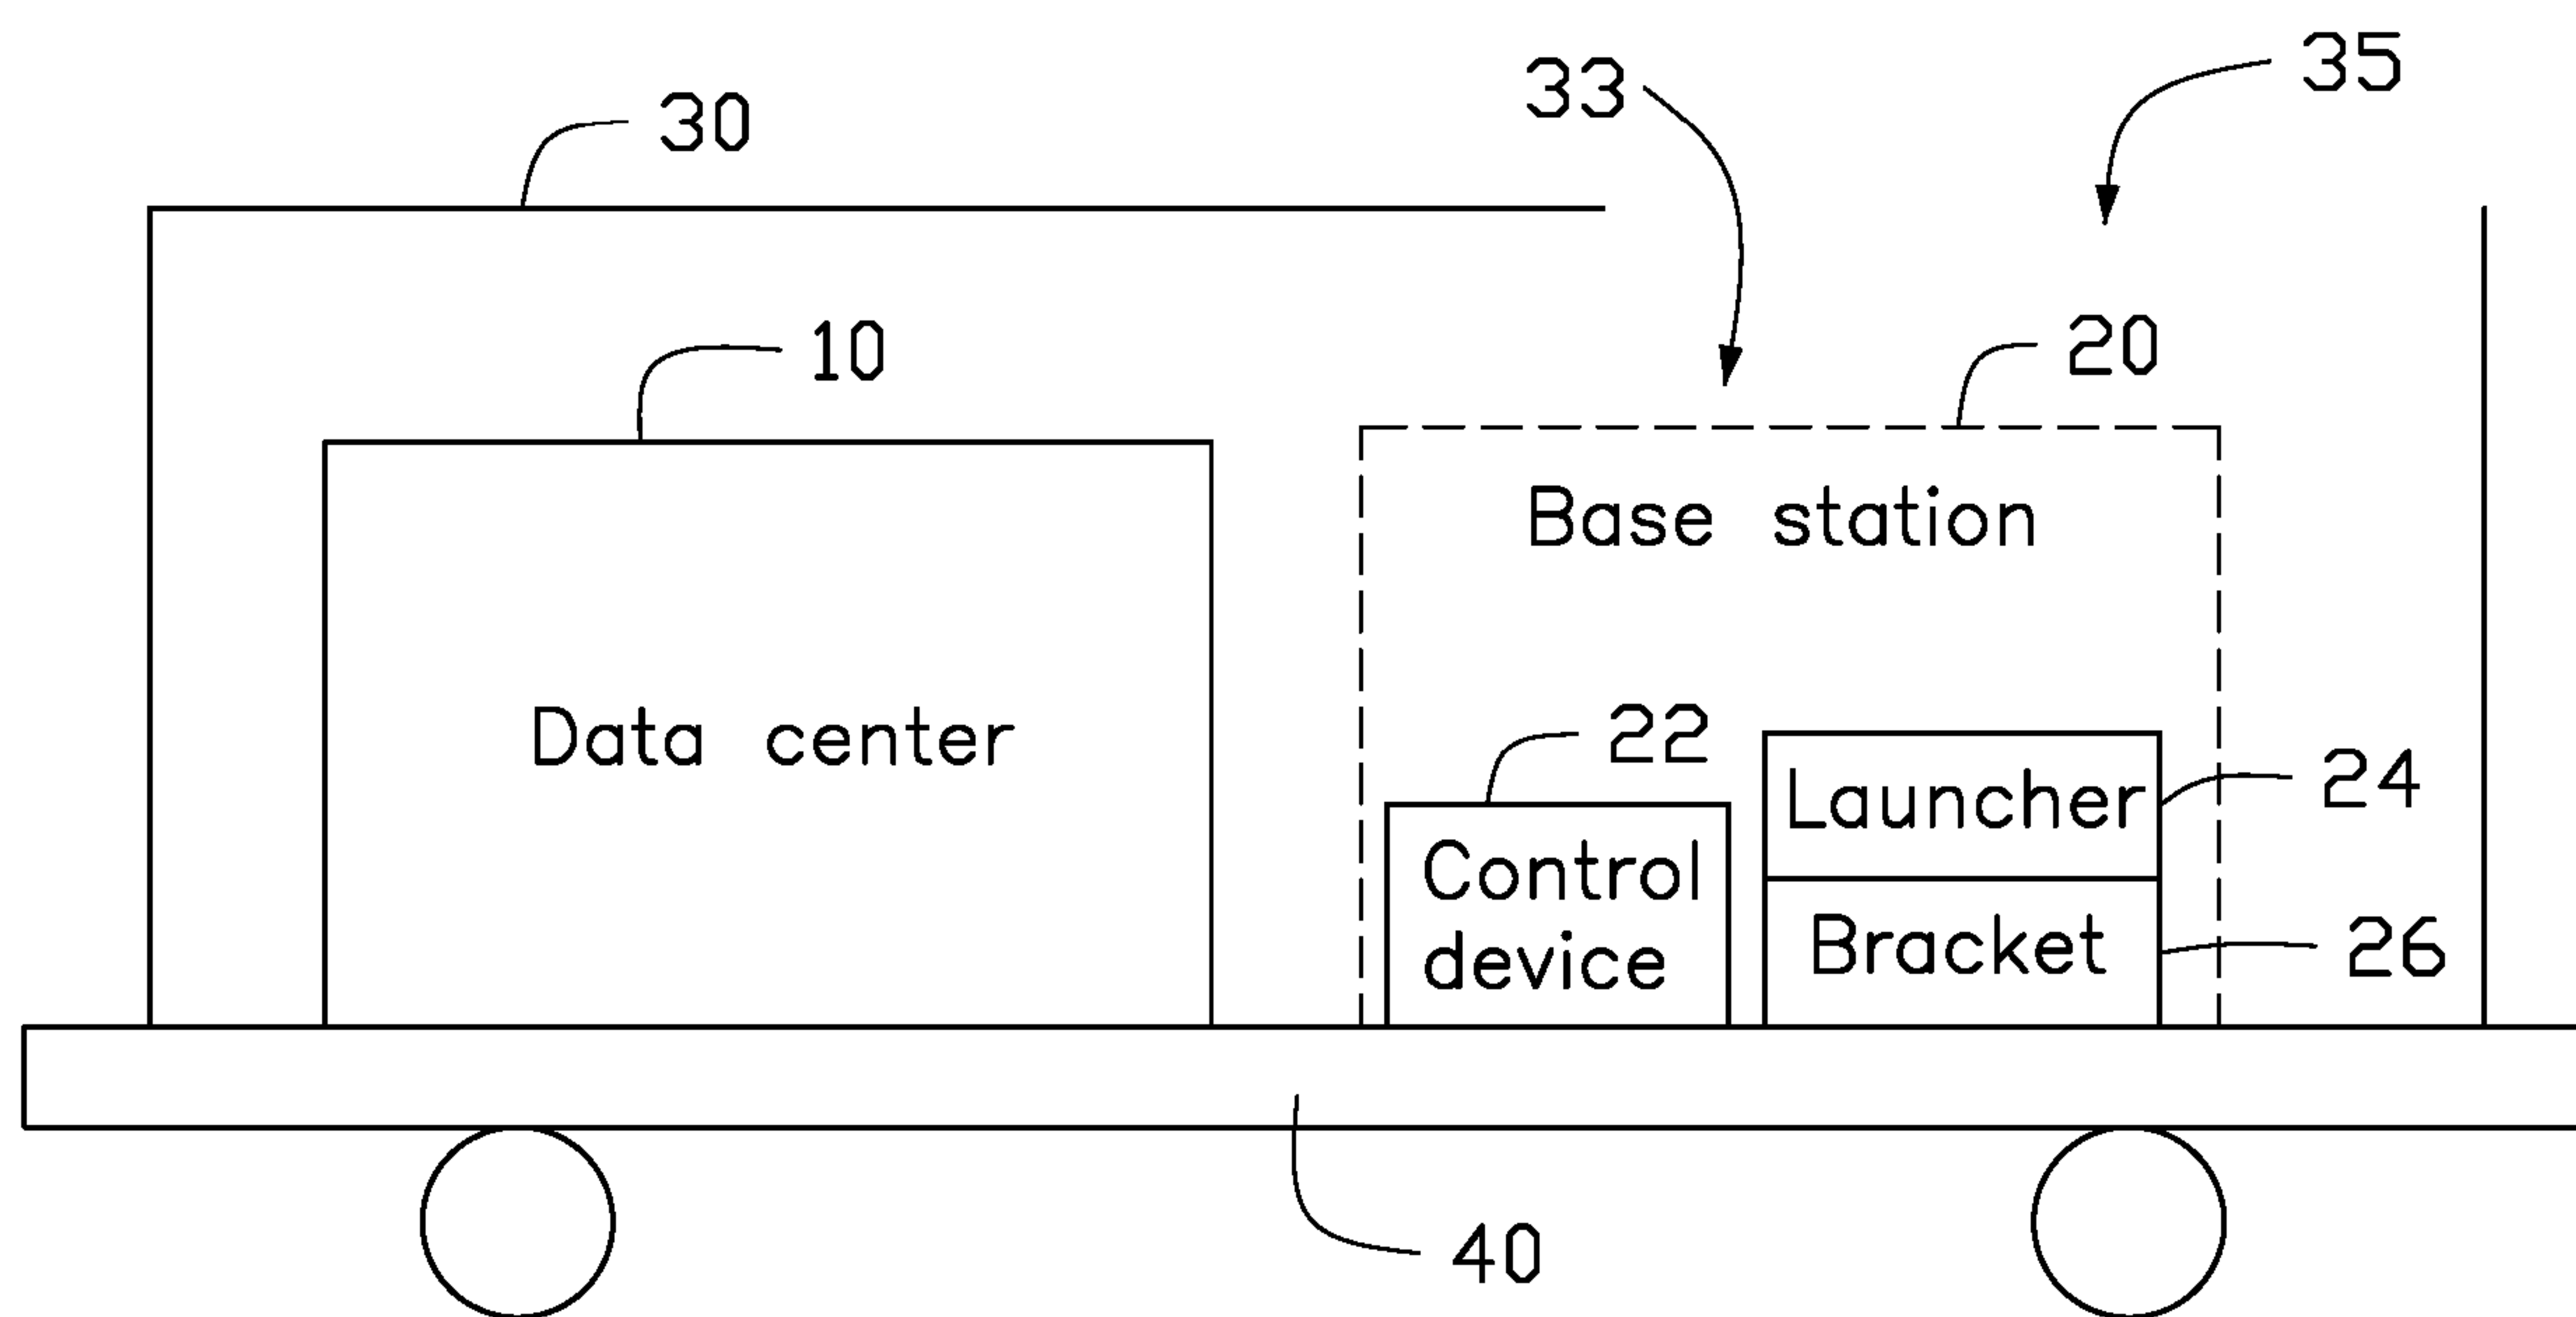 35
33
30
20
10
Base station
22
Data center
Launcher
24
Control
device
Bracket
26
40